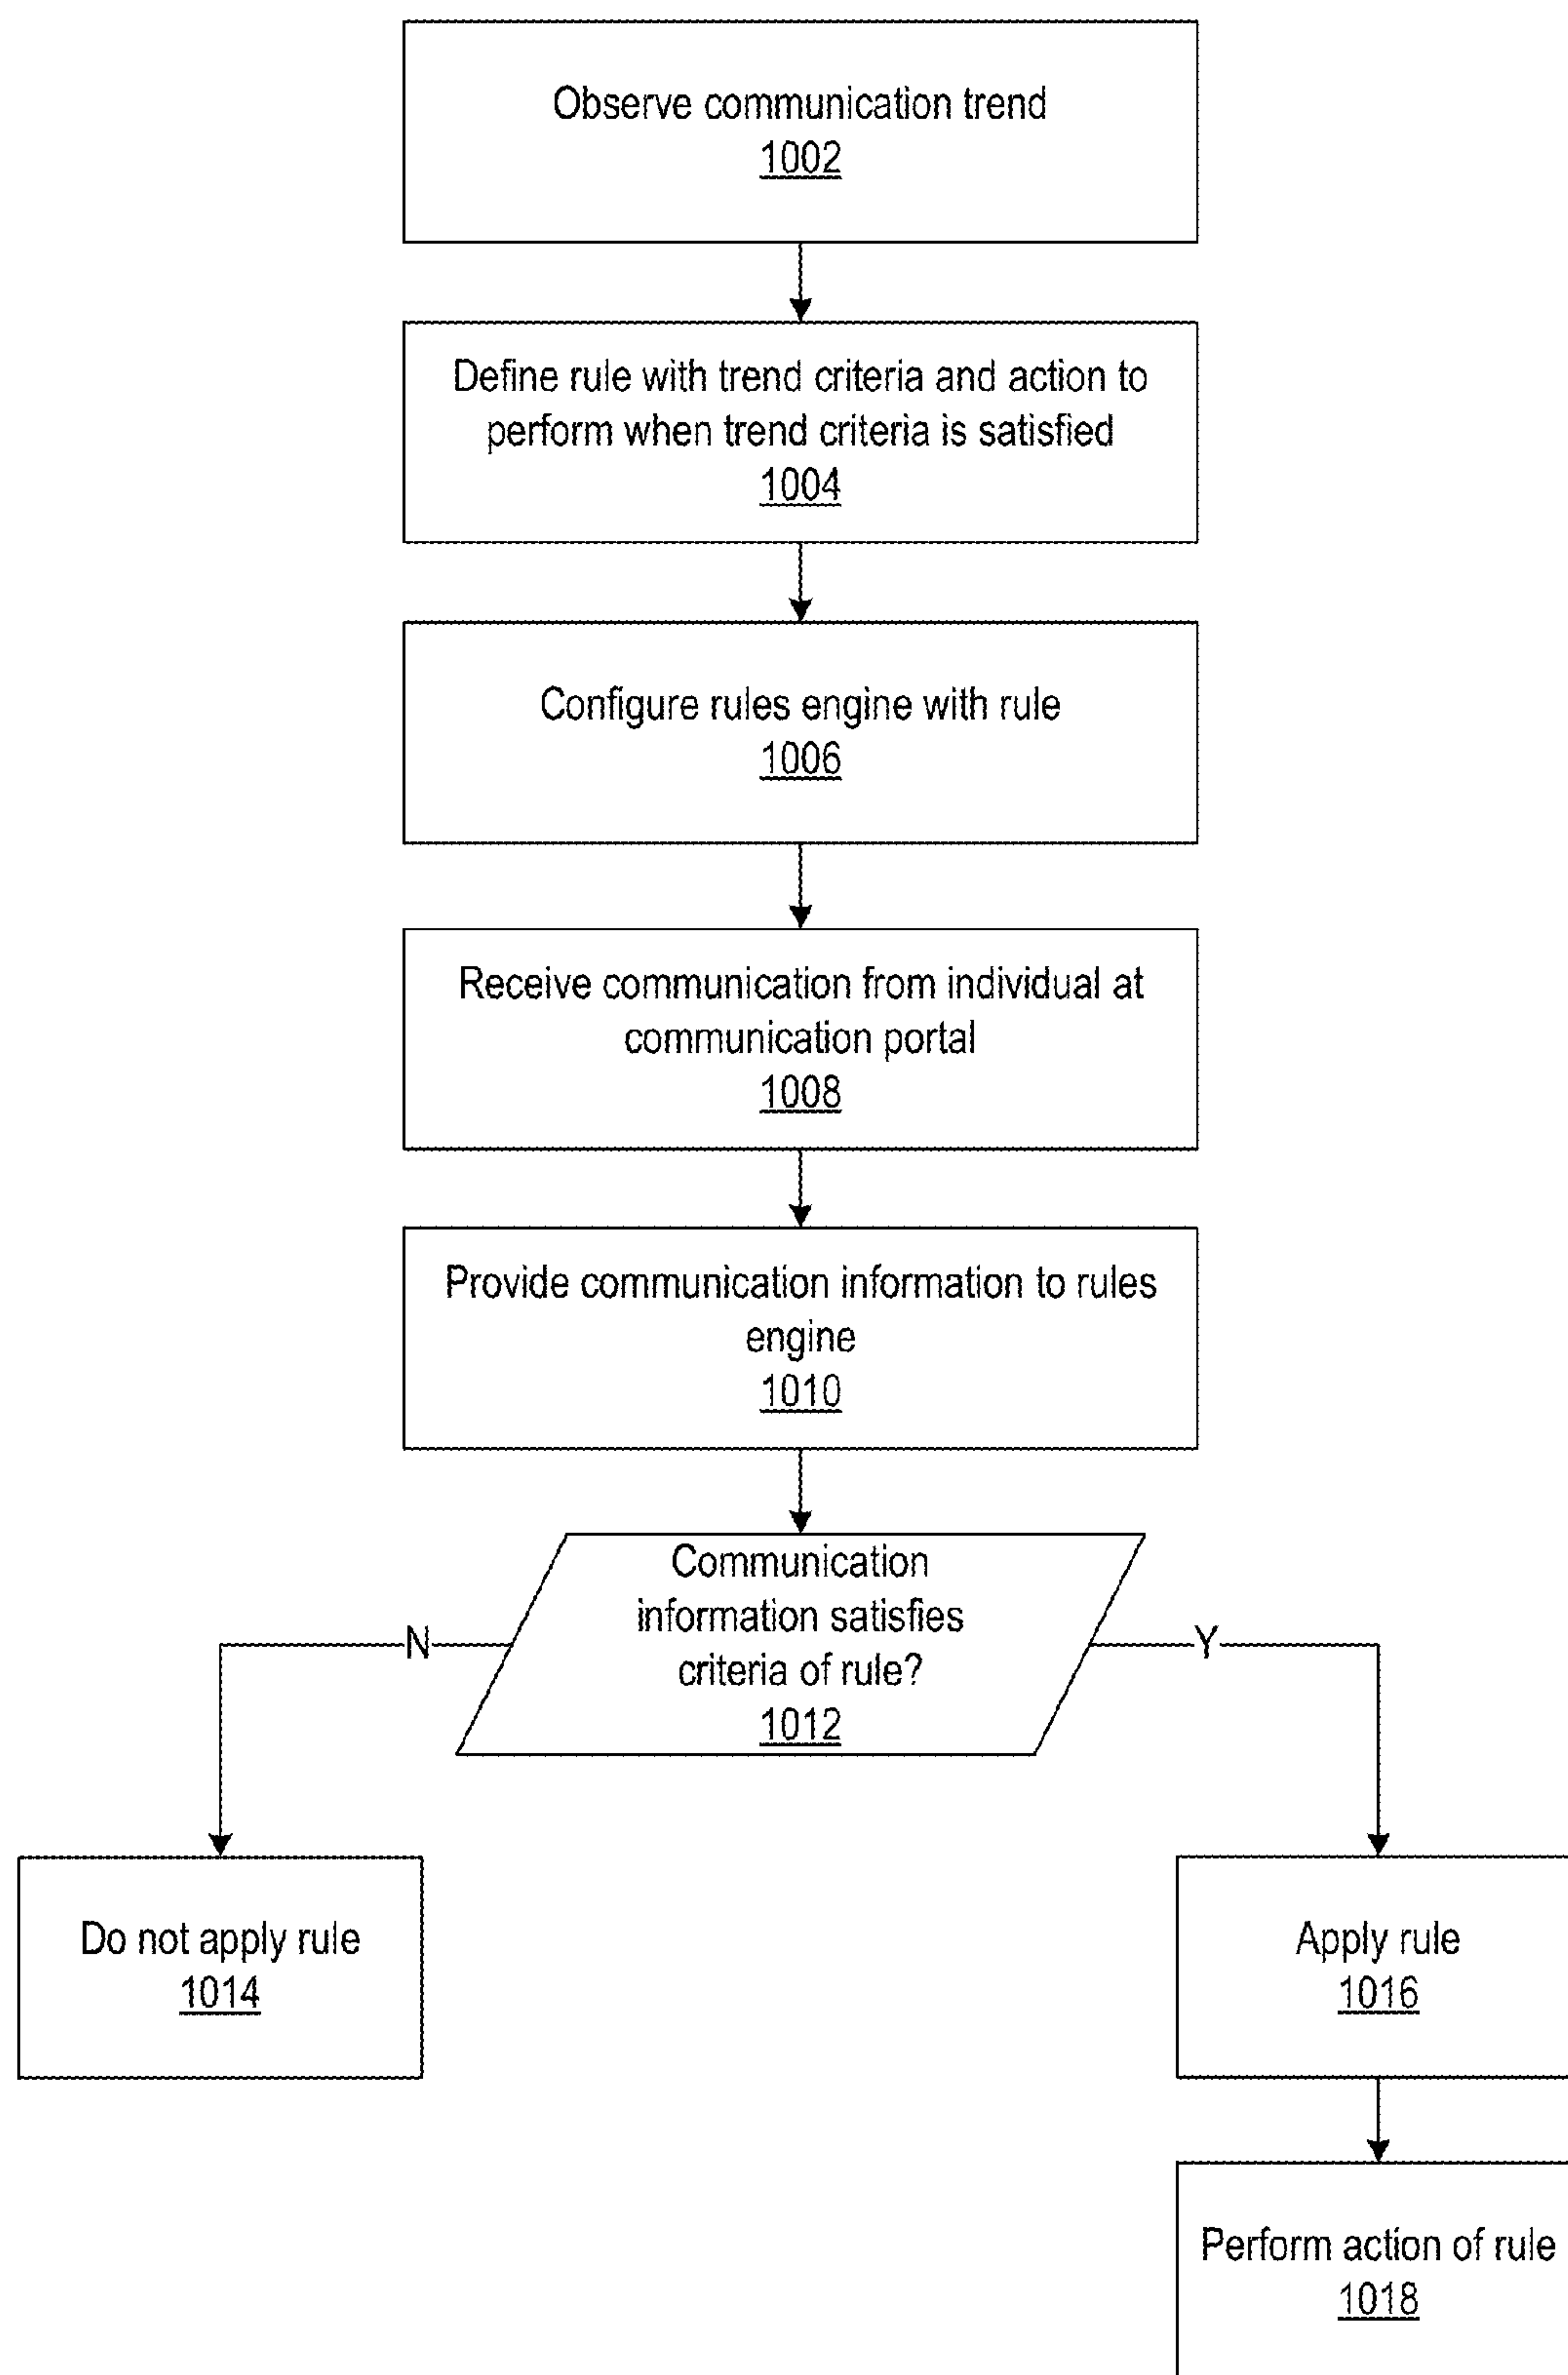 Observe communication trend
1002
Define rule with trend criteria and action to
perform when trend criteria is satisfied
1004
Configure rules engine with rule
1006
Receive communication from individual at
communication portal
1008
Provide communication information to rules
engine
1010
Communication
information satisfies
criteria of rule?
1012
N
Y
Do not apply rule
1014
Apply rule
1016
Perform action of rule
1018